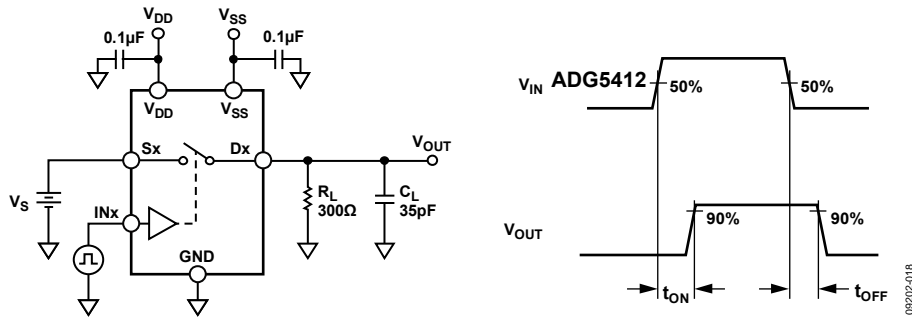 VDD
VSS
0.1µF
0.1µF
VDD
VSS
Sx
Dx
VOUT
VS
INx
RL
300Ω
CL
35pF
GND
VIN ADG5412
50%
50%
VOUT
90%
90%
tON
tOFF
09202-018